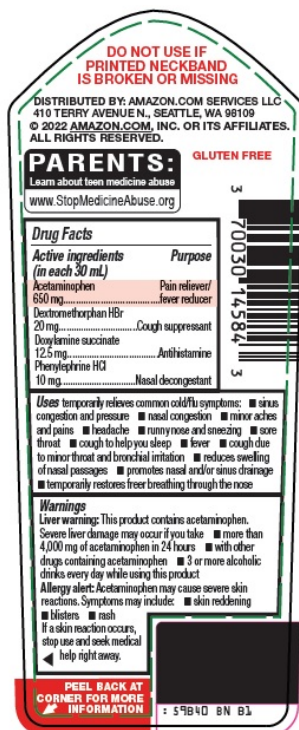 DO NOT USE IF
PRINTED NECKBAND
IS BROKEN OR MISSING
DISTRIBUTED BY: AMAZON.COM SERVICES LLC
410 TERRY AVENUE N., SEATTLE, WA 98109
© 2022 AMAZON.COM, INC. OR ITS AFFILIATES.
ALL RIGHTS RESERVED.
PARENTS:
Learn about teen medicine abuse
www.StopMedicineAbuse.org
GLUTEN FREE
3 70030 14584 3
Drug Facts
Active ingredients Purpose
(in each 30 mL)
Acetaminophen Pain reliever/
650 mg......................................fever reducer
Dextromethorphan HBr
20 mg............................Cough suppressant
Doxylamine succinate
12.5 mg....................................Antihistamine
Phenylephrine HCl
10 mg............................Nasal decongestant
Uses temporarily relieves common cold/flu symptoms: ■ sinus
congestion and pressure ■ nasal congestion ■ minor aches
and pains ■ headache ■ runny nose and sneezing ■ sore
throat ■ cough to help you sleep ■ fever ■ cough due
to minor throat and bronchial irritation ■ reduces swelling
of nasal passages ■ promotes nasal and/or sinus drainage
■ temporarily restores freer breathing through the nose
Warnings
Liver warning: This product contains acetaminophen.
Severe liver damage may occur if you take ■ more than
4,000 mg of acetaminophen in 24 hours ■ with other
drugs containing acetaminophen ■ 3 or more alcoholic
drinks every day while using this product
Allergy alert: Acetaminophen may cause severe skin
reactions. Symptoms may include: ■ skin reddening
■ blisters ■ rash
If a skin reaction occurs,
stop use and seek medical
help right away.
PEEL BACK AT
CORNER FOR MORE
INFORMATION
: 59B40 BN B1